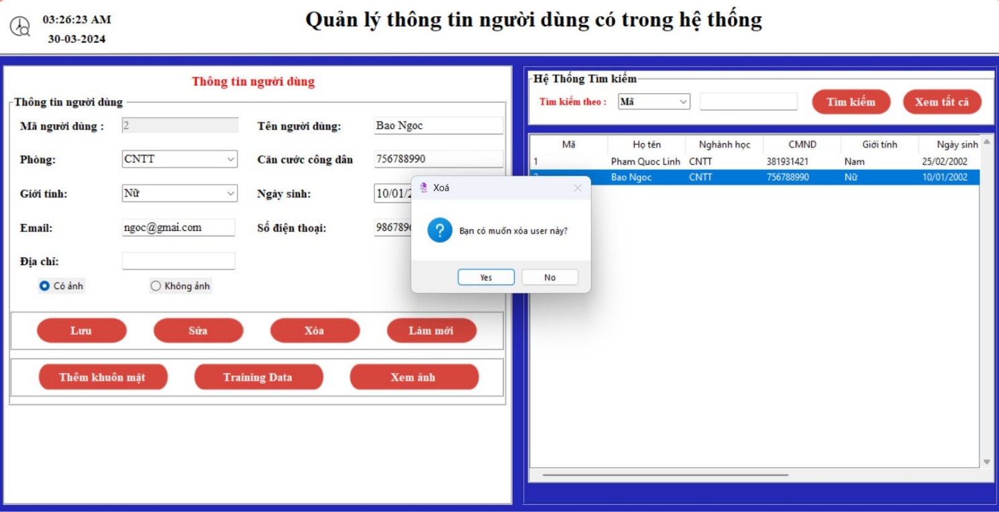 03:26:23 AM
30-03-2024
Quản lý thông tin người dùng có trong hệ thống
Thông tin người dùng
Thông tin người dùng
Mã người dùng : 2
Tên người dùng: Bao Ngoc
Phòng: CNTT
Căn cước công dân 756788990
Giới tính: Nữ
Ngày sinh: 10/01/2
Email: ngoc@gmai.com
Số điện thoại: 986789
Địa chỉ:
Có ảnh Không ảnh
Lưu Sửa Xóa Làm mới
Thêm khuôn mặt Training Data Xem ảnh
Hệ Thống Tìm kiếm
Tìm kiếm theo : Mã Tìm kiếm Xem tất cả
Mã Họ tên Nghành học CMND Giới tính Ngày sinh
1 Pham Quoc Linh CNTT 381931421 Nam 25/02/2002
Bao Ngoc CNTT 756788990 Nữ 10/01/2002
Xoá
Bạn có muốn xóa user này?
Yes No